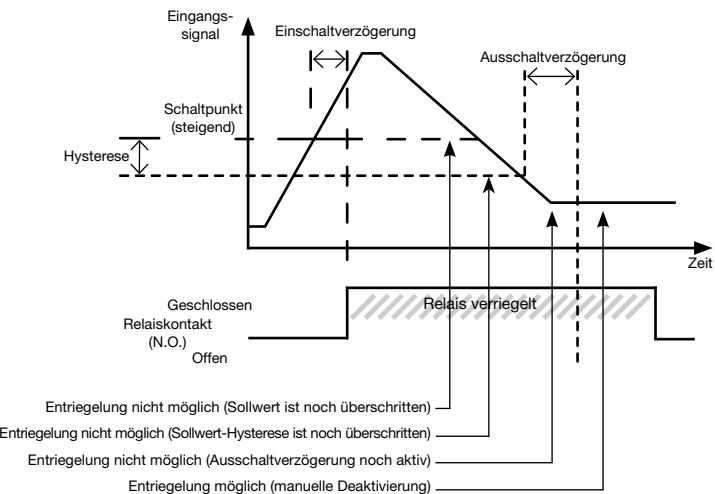 Eingangs-
signal
Einschaltverzögerung
Ausschaltverzögerung
Schaltpunkt
(steigend)
Hysterese
Zeit
Geschlossen
Relais verriegelt
Relaiskontakt
(N.O.)
Offen
Entriegelung nicht möglich (Sollwert ist noch überschritten)
Entriegelung nicht möglich (Sollwert-Hysterese ist noch überschritten)
Entriegelung nicht möglich (Ausschaltverzögerung noch aktiv)
Entriegelung möglich (manuelle Deaktivierung)